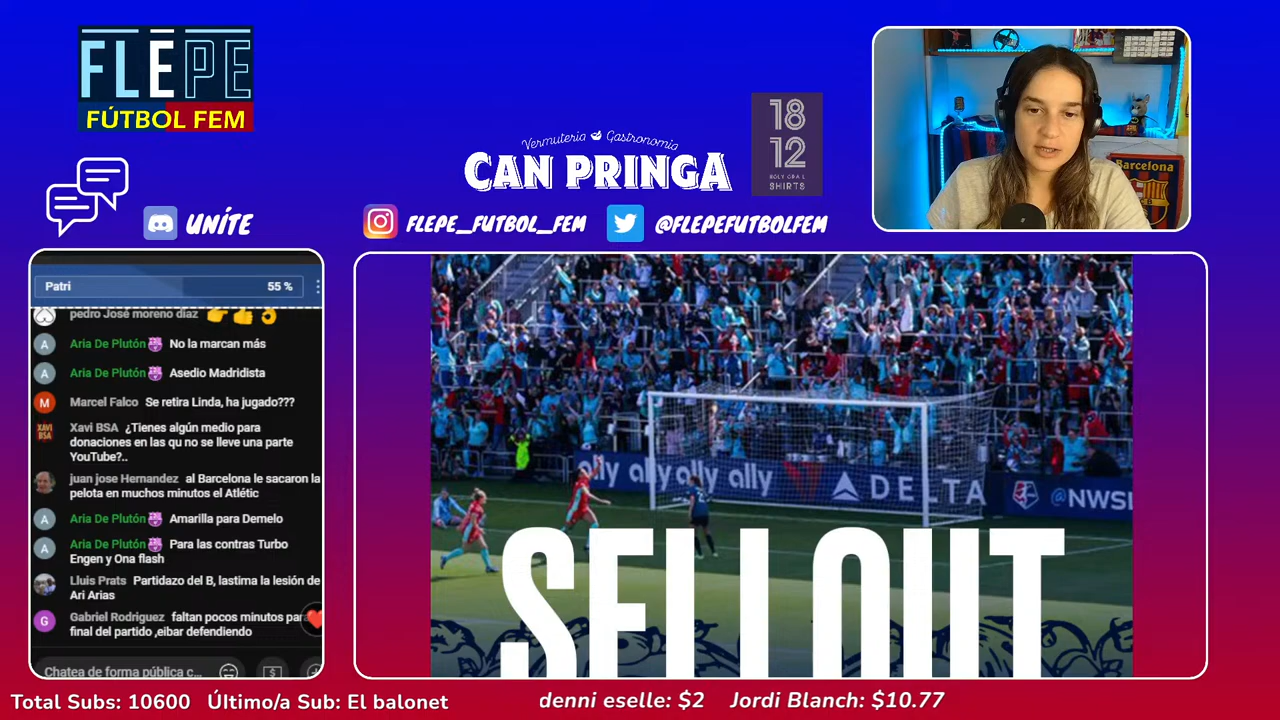 FLEPE
FÚTBOL FEM
Vermuteria Gastronomia
CAN PRINGA
18
12
HOLY GRAIL
SHIRTS
Barcelona
UNÍTE
FLEPE_FUTBOL_FEM
@FLEPEFUTBOLFEM
Patri 55 %
pedro José moreno díaz
Aria De Plutón No la marcan más
Aria De Plutón Asedio Madridista
Marcel Falco Se retira Linda, ha jugado???
Xavi BSA ¿Tienes algún medio para
donaciones en las qu no se lleve una parte
YouTube?..
juan jose Hernandez al Barcelona le sacaron la
pelota en muchos minutos el Atlétic
Aria De Plutón Amarilla para Demelo
Aria De Plutón Para las contras Turbo
Engen y Ona flash
Lluis Prats Partidazo del B, lastima la lesión de
Ari Arias
Gabriel Rodriguez faltan pocos minutos para
final del partido ,eibar defendiendo
Chatea de forma pública c...
ally ally ally ally DELTA @NWSL
SELLOUT
Total Subs: 10600 Último/a Sub: El balonet denni eselle: $2 Jordi Blanch: $10.77